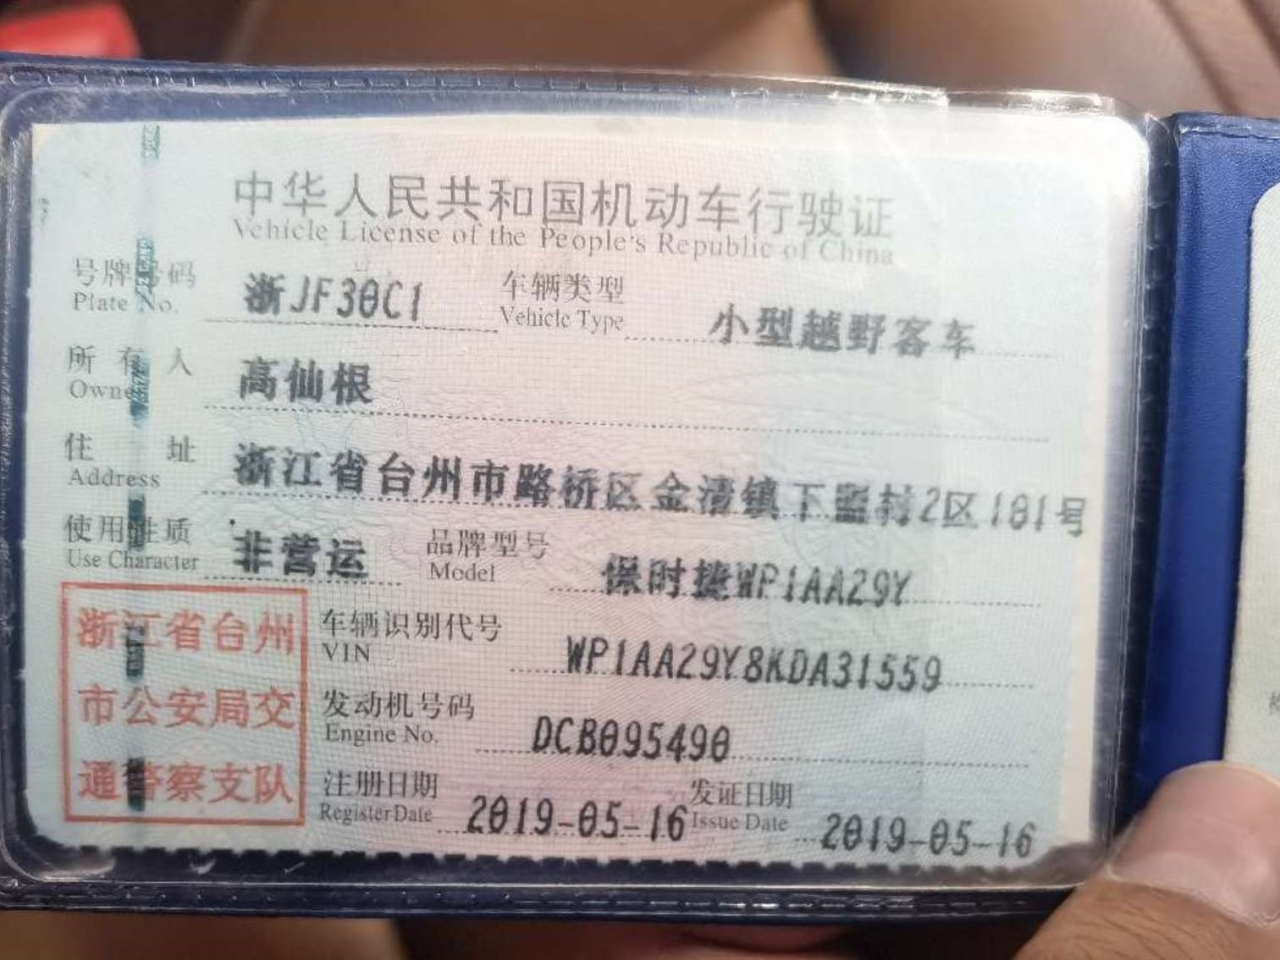 中华人民共和国机动车行驶证
Vehicle License of the People's Republic of China
号牌号码 浙JF30C1 车辆类型 小型越野客车
Plate No. Vehicle Type
所有人 高仙根
Owner
住址 浙江省台州市路桥区金清镇下盟村2区181号
Address
使用性质 非营运 品牌型号 保时捷WP1AA29Y
Use Character Model
浙江省台州
市公安局交
通警察支队
车辆识别代号 WP1AA29Y8KDA31559
VIN
发动机号码 DCB095490
Engine No.
注册日期 2019-05-16 发证日期 2019-05-16
Register Date Issue Date